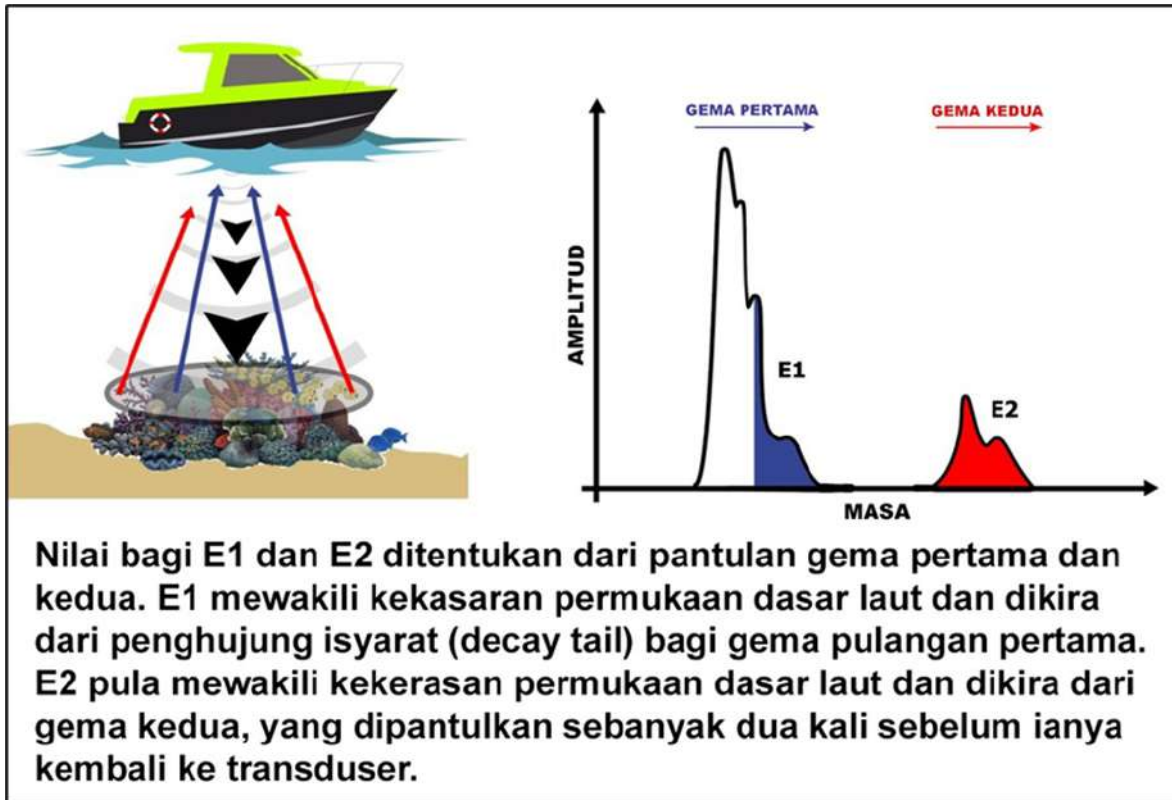 GEMA PERTAMA
GEMA KEDUA
AMPLITUD
E1
E2
MASA
Nilai bagi E1 dan E2 ditentukan dari pantulan gema pertama dan
kedua. E1 mewakili kekasaran permukaan dasar laut dan dikira
dari penghujung isyarat (decay tail) bagi gema pulangan pertama.
E2 pula mewakili kekerasan permukaan dasar laut dan dikira dari
gema kedua, yang dipantulkan sebanyak dua kali sebelum ianya
kembali ke transduser.